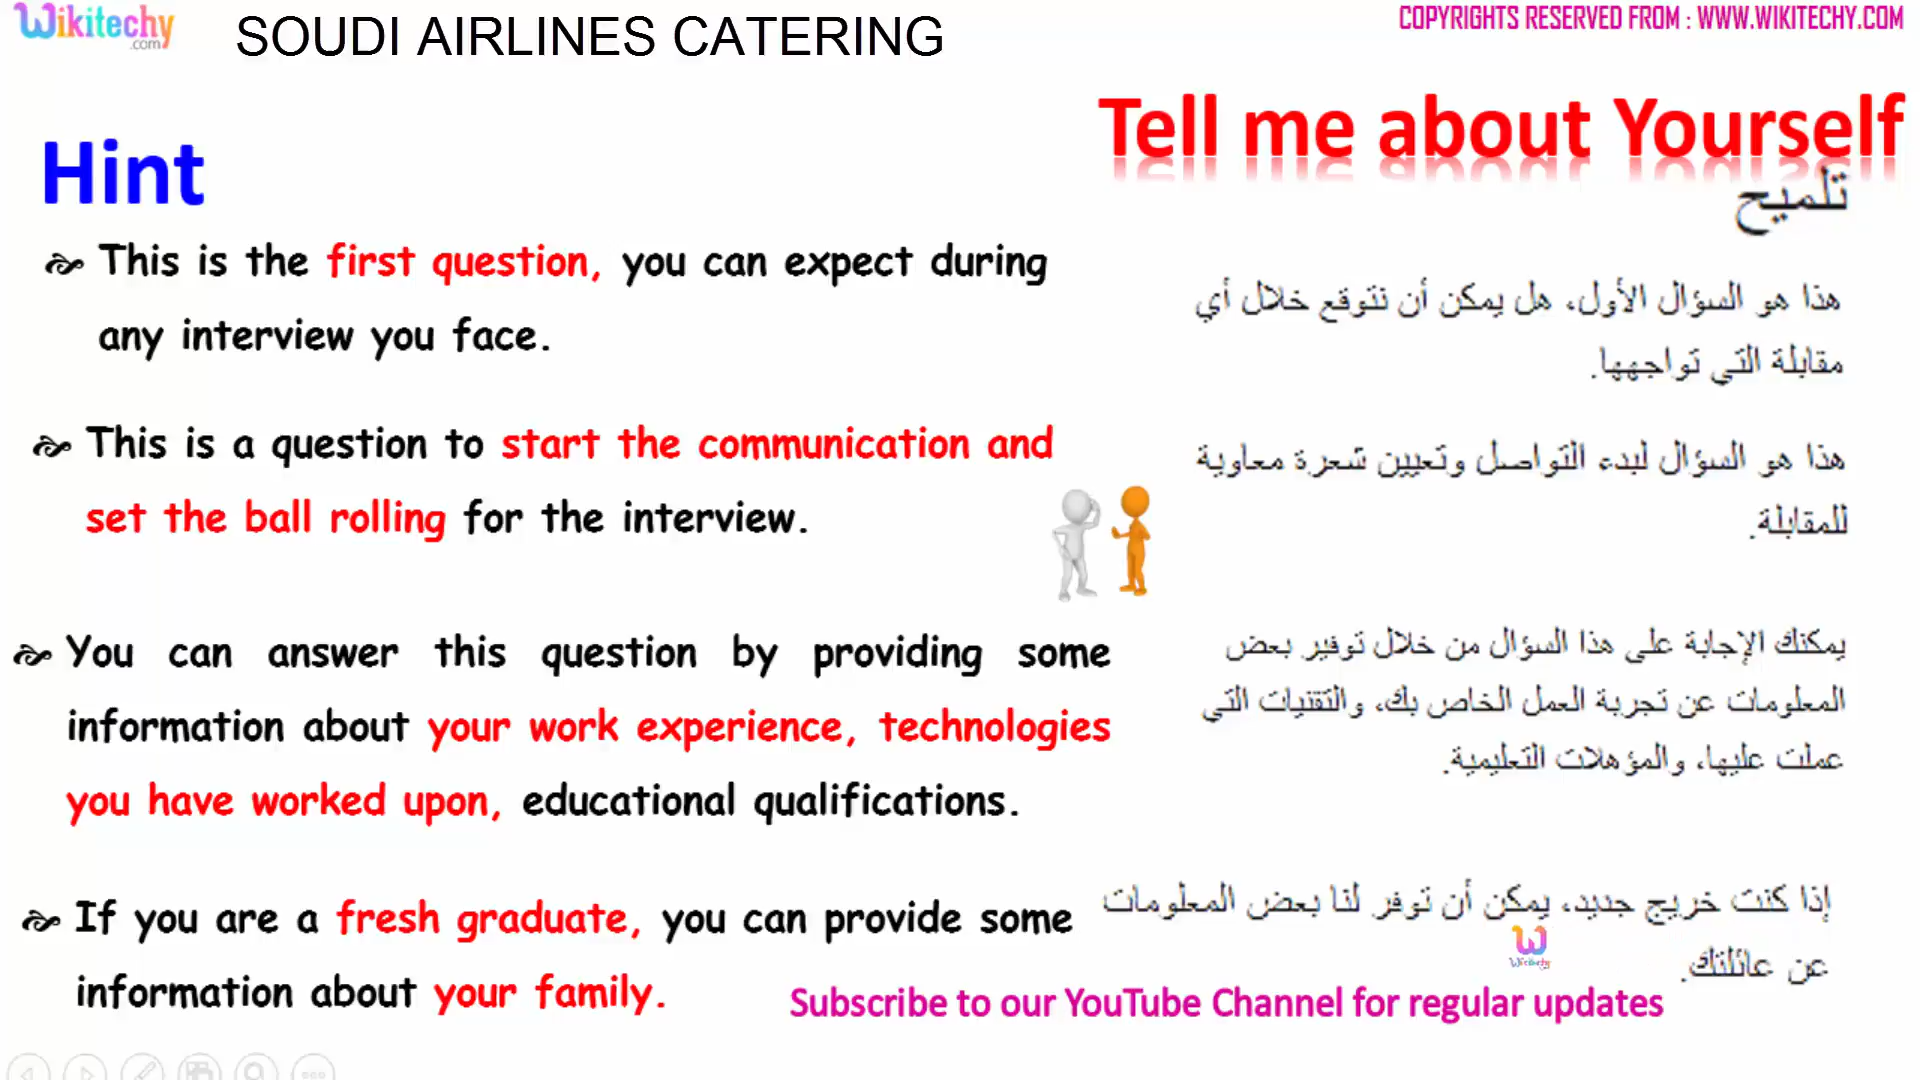 Wikitechy
.com
SOUDI AIRLINES CATERING
COPYRIGHTS RESERVED FROM : WWW.WIKITECHY.COM
Tell me about Yourself
Hint
This is the first question, you can expect during
any interview you face.
This is a question to start the communication and
set the ball rolling for the interview.
You can answer this question by providing some
information about your work experience, technologies
you have worked upon, educational qualifications.
If you are a fresh graduate, you can provide some
information about your family.
تلميح
هذا هو السؤال الأول، هل يمكن أن نتوقع خلال أي
مقابلة التي تواجهها.
هذا هو السؤال لبدء التواصل وتعيين شعرة معاوية
للمقابلة.
يمكنك الإجابة على هذا السؤال من خلال توفير بعض
المعلومات عن تجربة العمل الخاص بك، والتقنيات التي
عملت عليها، والمؤهلات التعليمية.
إذا كنت خريج جديد، يمكن أن توفر لنا بعض المعلومات
عن عائلتك.
Wikitechy
Subscribe to our YouTube Channel for regular updates